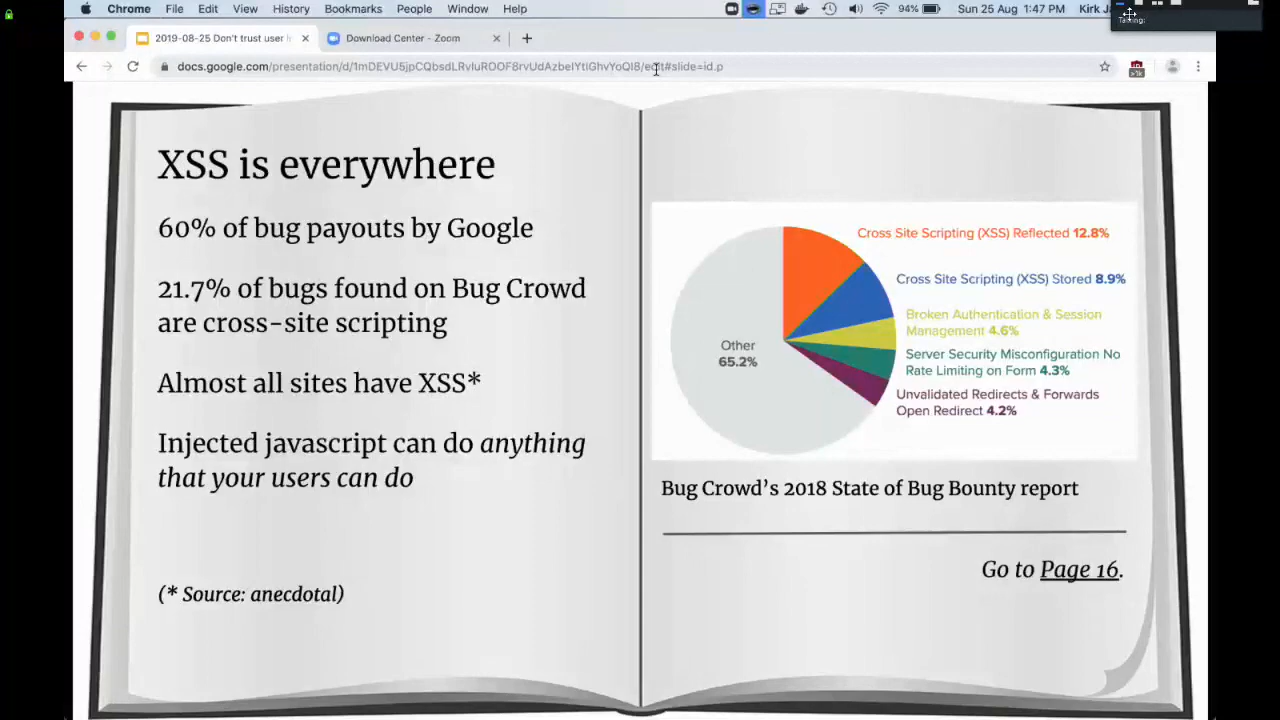 Chrome File Edit View History Bookmarks People Window Help 94% Sun 25 Aug 1:47 PM Kirk
Talking:
2019-08-25 Don't trust user
Download Center - Zoom
docs.google.com/presentation/d/
XSS is everywhere
60% of bug payouts by Google
21.7% of bugs found on Bug Crowd
are cross-site scripting
Almost all sites have XSS*
Injected javascript can do anything
that your users can do
(* Source: anecdotal)
Cross Site Scripting (XSS) Reflected 12.8%
Cross Site Scripting (XSS) Stored 8.9%
Broken Authentication & Session
Management 4.6%
Server Security Misconfiguration No
Rate Limiting on Form 4.3%
Unvalidated Redirects & Forwards
Open Redirect 4.2%
Other
65.2%
Bug Crowd’s 2018 State of Bug Bounty report
Go to Page 16.